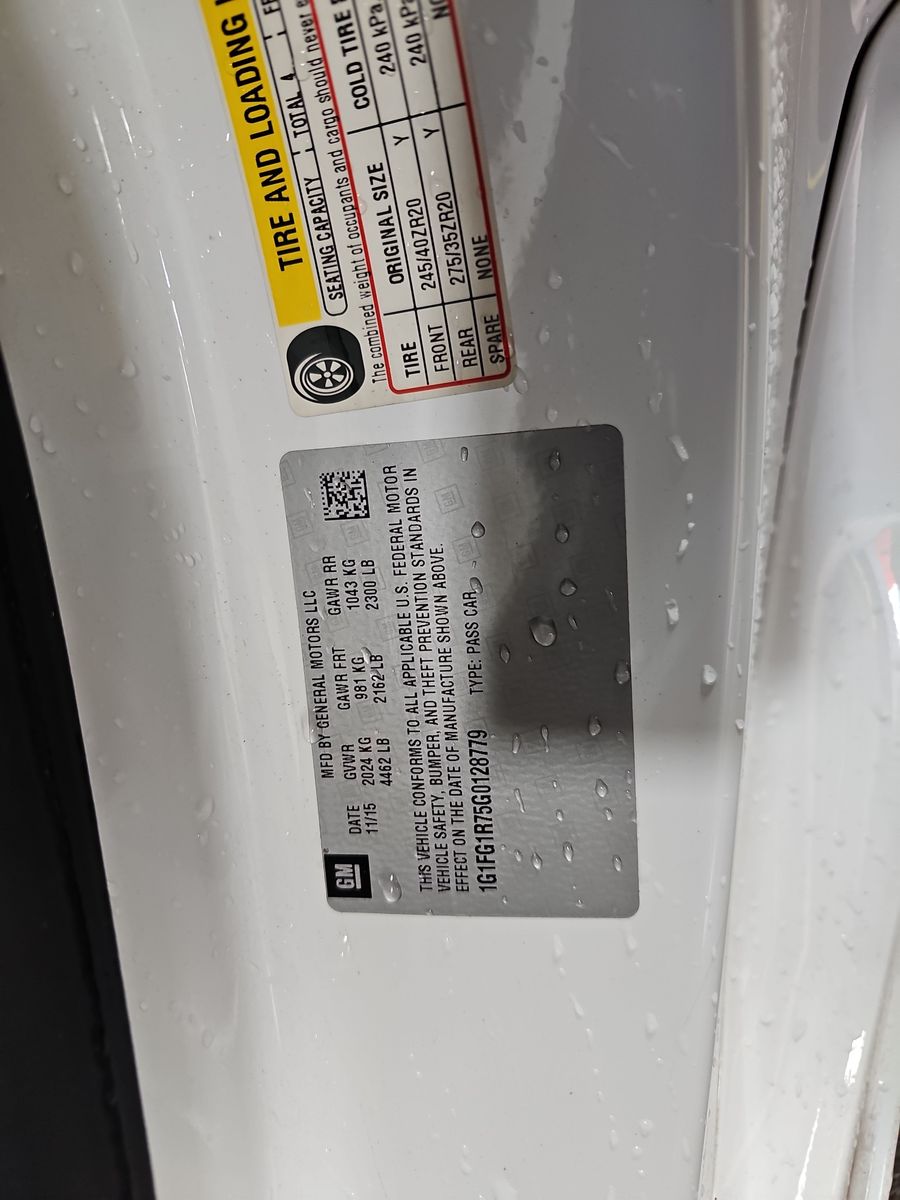 TIRE AND LOADING
SEATING CAPACITY TOTAL 4
The combined weight of occupants and cargo should never
TIRE ORIGINAL SIZE COLD TIRE
FRONT 245/40ZR20 Y 240 kPa
REAR 275/35ZR20 Y 240 kPa
SPARE NONE
GM
MFD BY GENERAL MOTORS LLC
DATE GVWR GAWR FRT GAWR RR
11/15 2024 KG 981 KG 1043 KG
4462 LB 2162 LB 2300 LB
THIS VEHICLE CONFORMS TO ALL APPLICABLE U.S. FEDERAL MOTOR
VEHICLE SAFETY, BUMPER, AND THEFT PREVENTION STANDARDS IN
EFFECT ON THE DATE OF MANUFACTURE SHOWN ABOVE.
1G1FG1R75G0128779 TYPE: PASS CAR